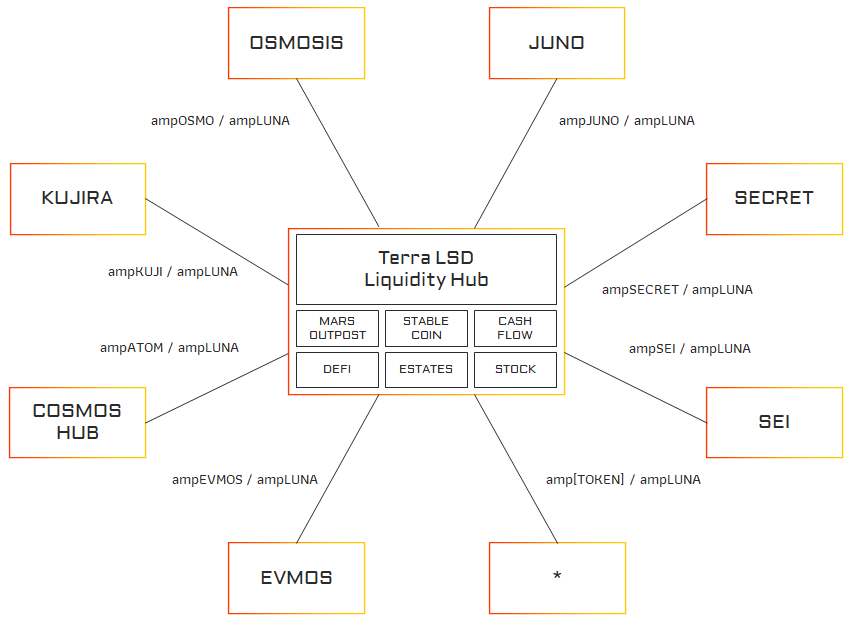 OSMOSIS
JUNO
ampOSMO / ampLUNA
ampJUNO / ampLUNA
KUJIRA
SECRET
Terra LSD
Liquidity Hub
ampKUJI / ampLUNA
ampSECRET / ampLUNA
MARS
OUTPOST
STABLE
COIN
CASH
FLOW
ampATOM / ampLUNA
ampSEI / ampLUNA
DEFI
ESTATES
STOCK
COSMOS
HUB
SEI
ampEVMOS / ampLUNA
amp[TOKEN] / ampLUNA
EVMOS
*